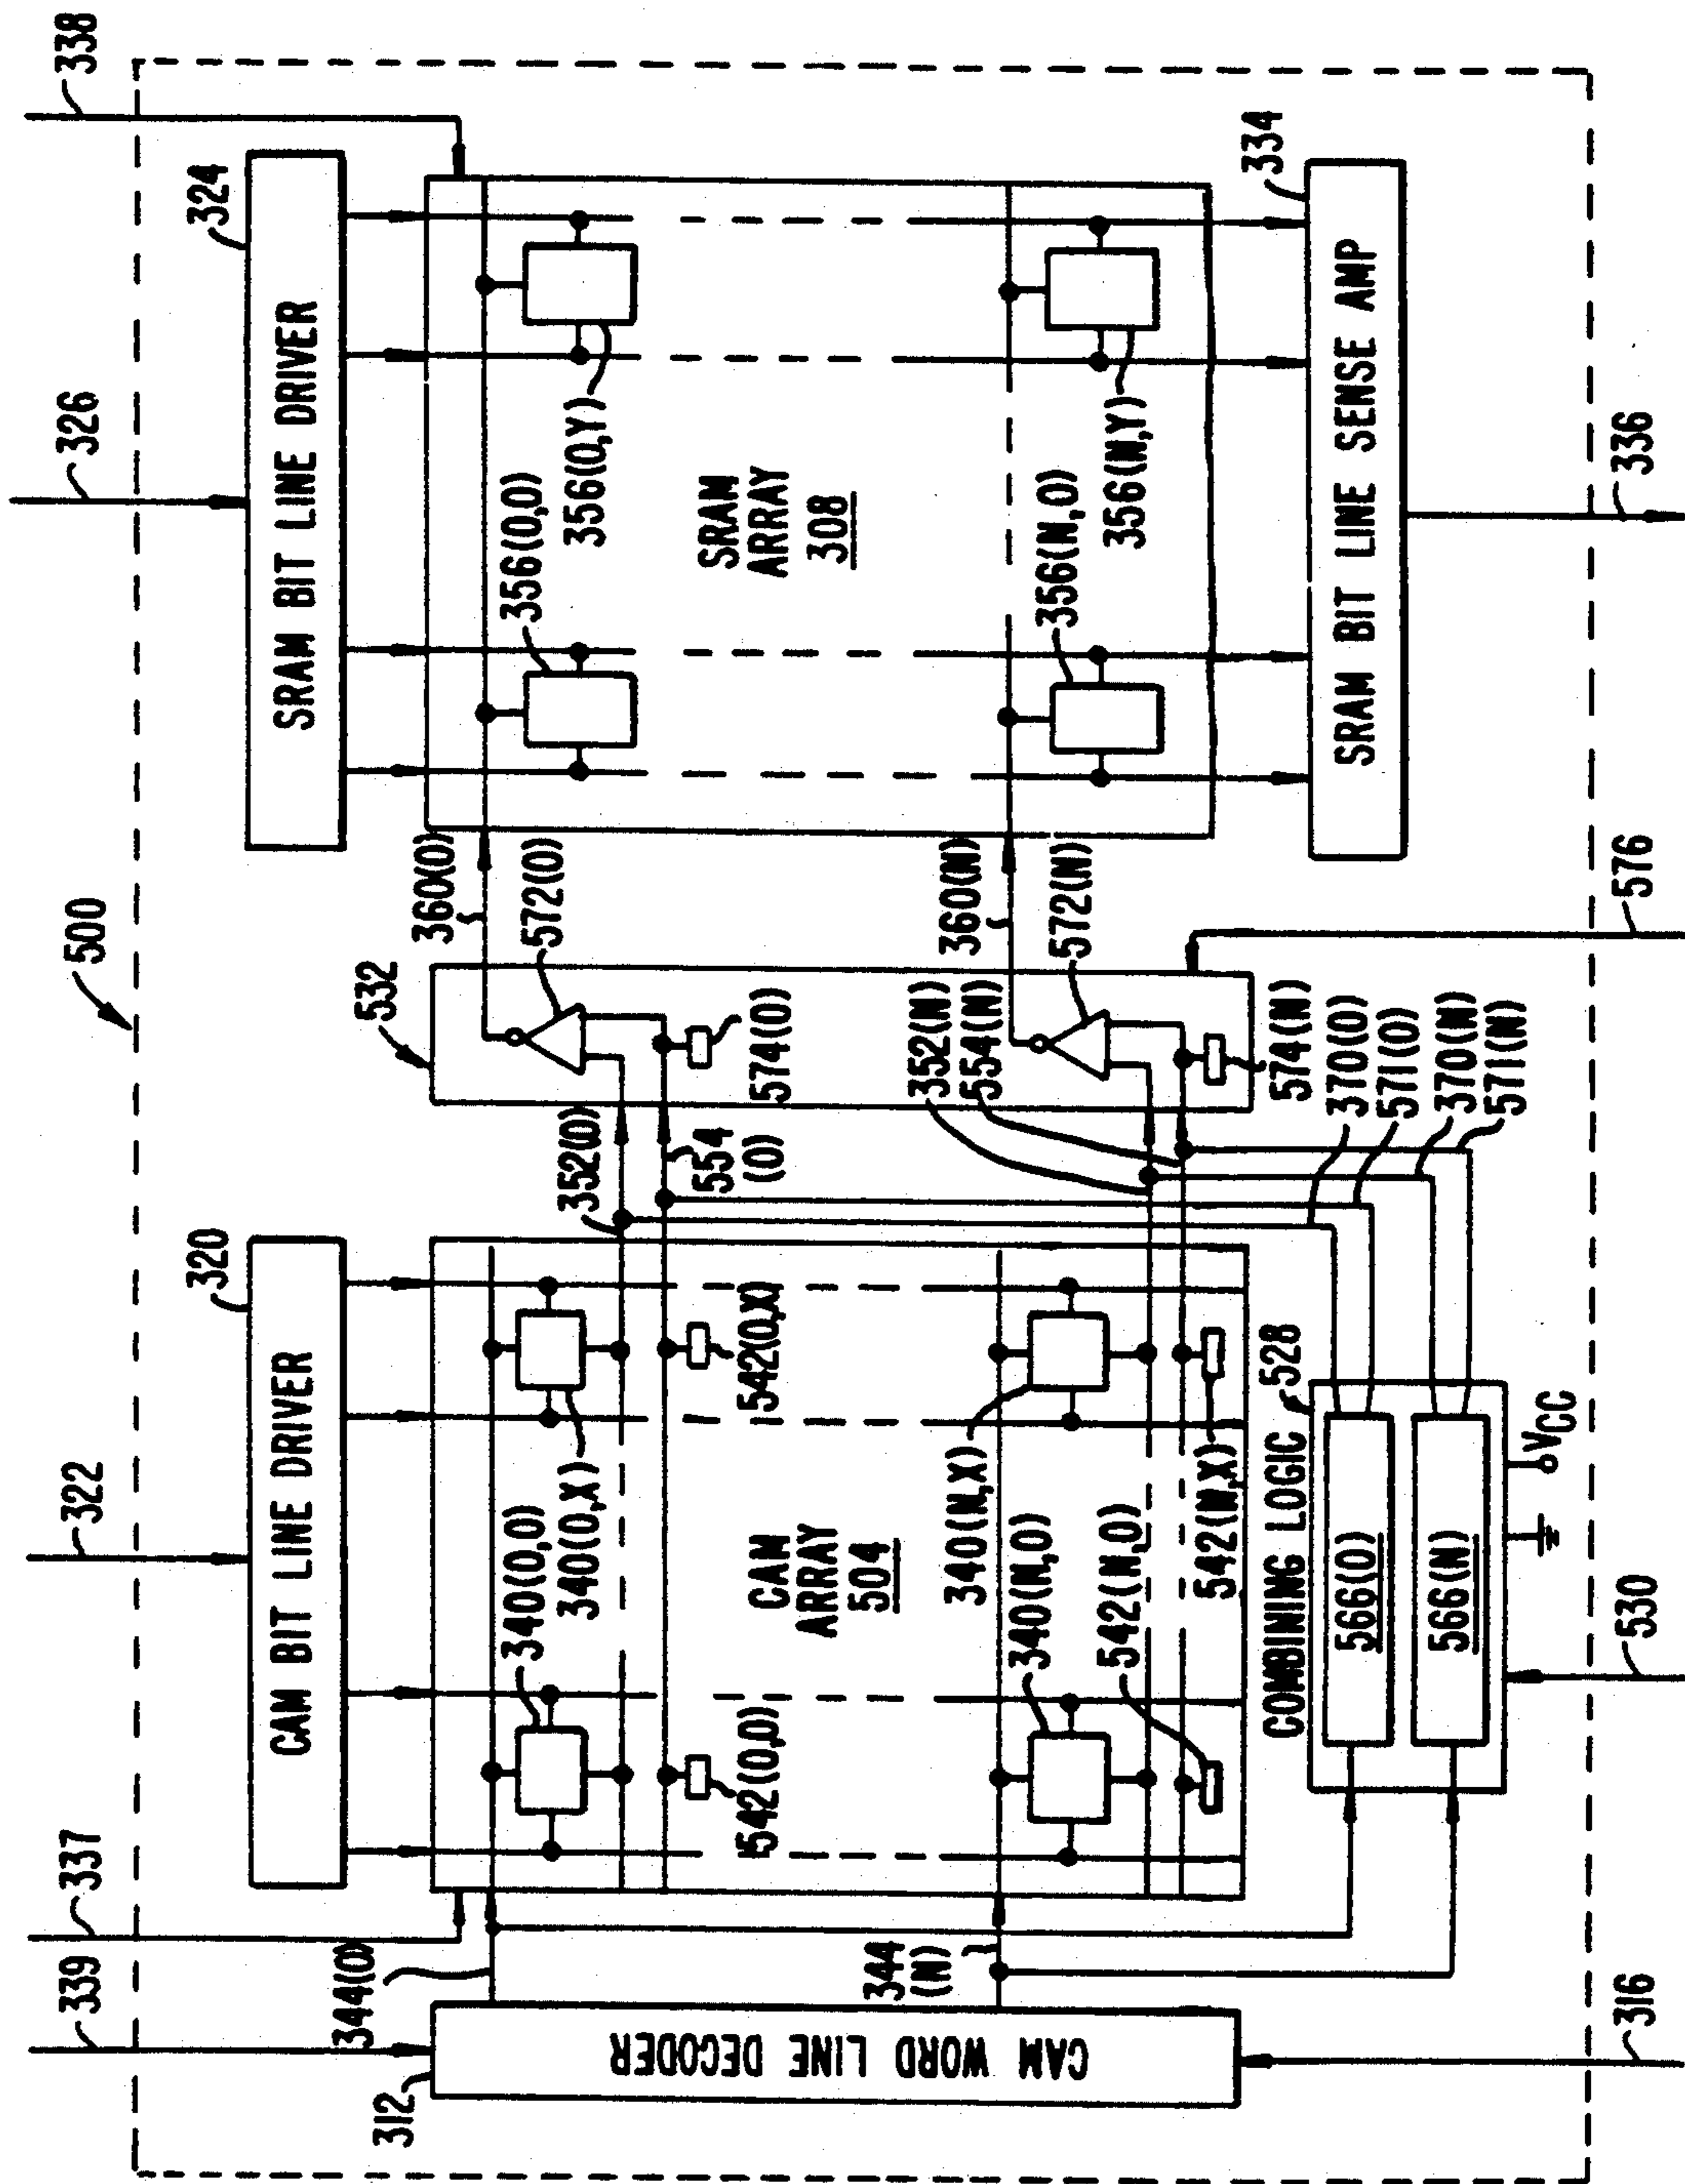 500
339
337
322
326
338
320
CAM BIT LINE DRIVER
324
SRAM BIT LINE DRIVER
312
CAM WORD LINE DECODER
344(0)
344
(N)
340(0,0)
340(0,X)
542(0,0)
542(0,X)
CAM
ARRAY
504
340(N,X)
340(N,0)
542(N,0)
542(N,X)
352(0)
554
(0)
532
360(0)
572(0)
574(0)
352(N)
554(N)
360(N)
572(N)
574(N)
370(0)
571(0)
370(N)
571(N)
356(0,0)
356(0,Y)
SRAM
ARRAY
308
356(N,0)
356(N,Y)
COMBINING LOGIC
528
566(0)
566(N)
VCC
334
SRAM BIT LINE SENSE AMP
316
530
576
336